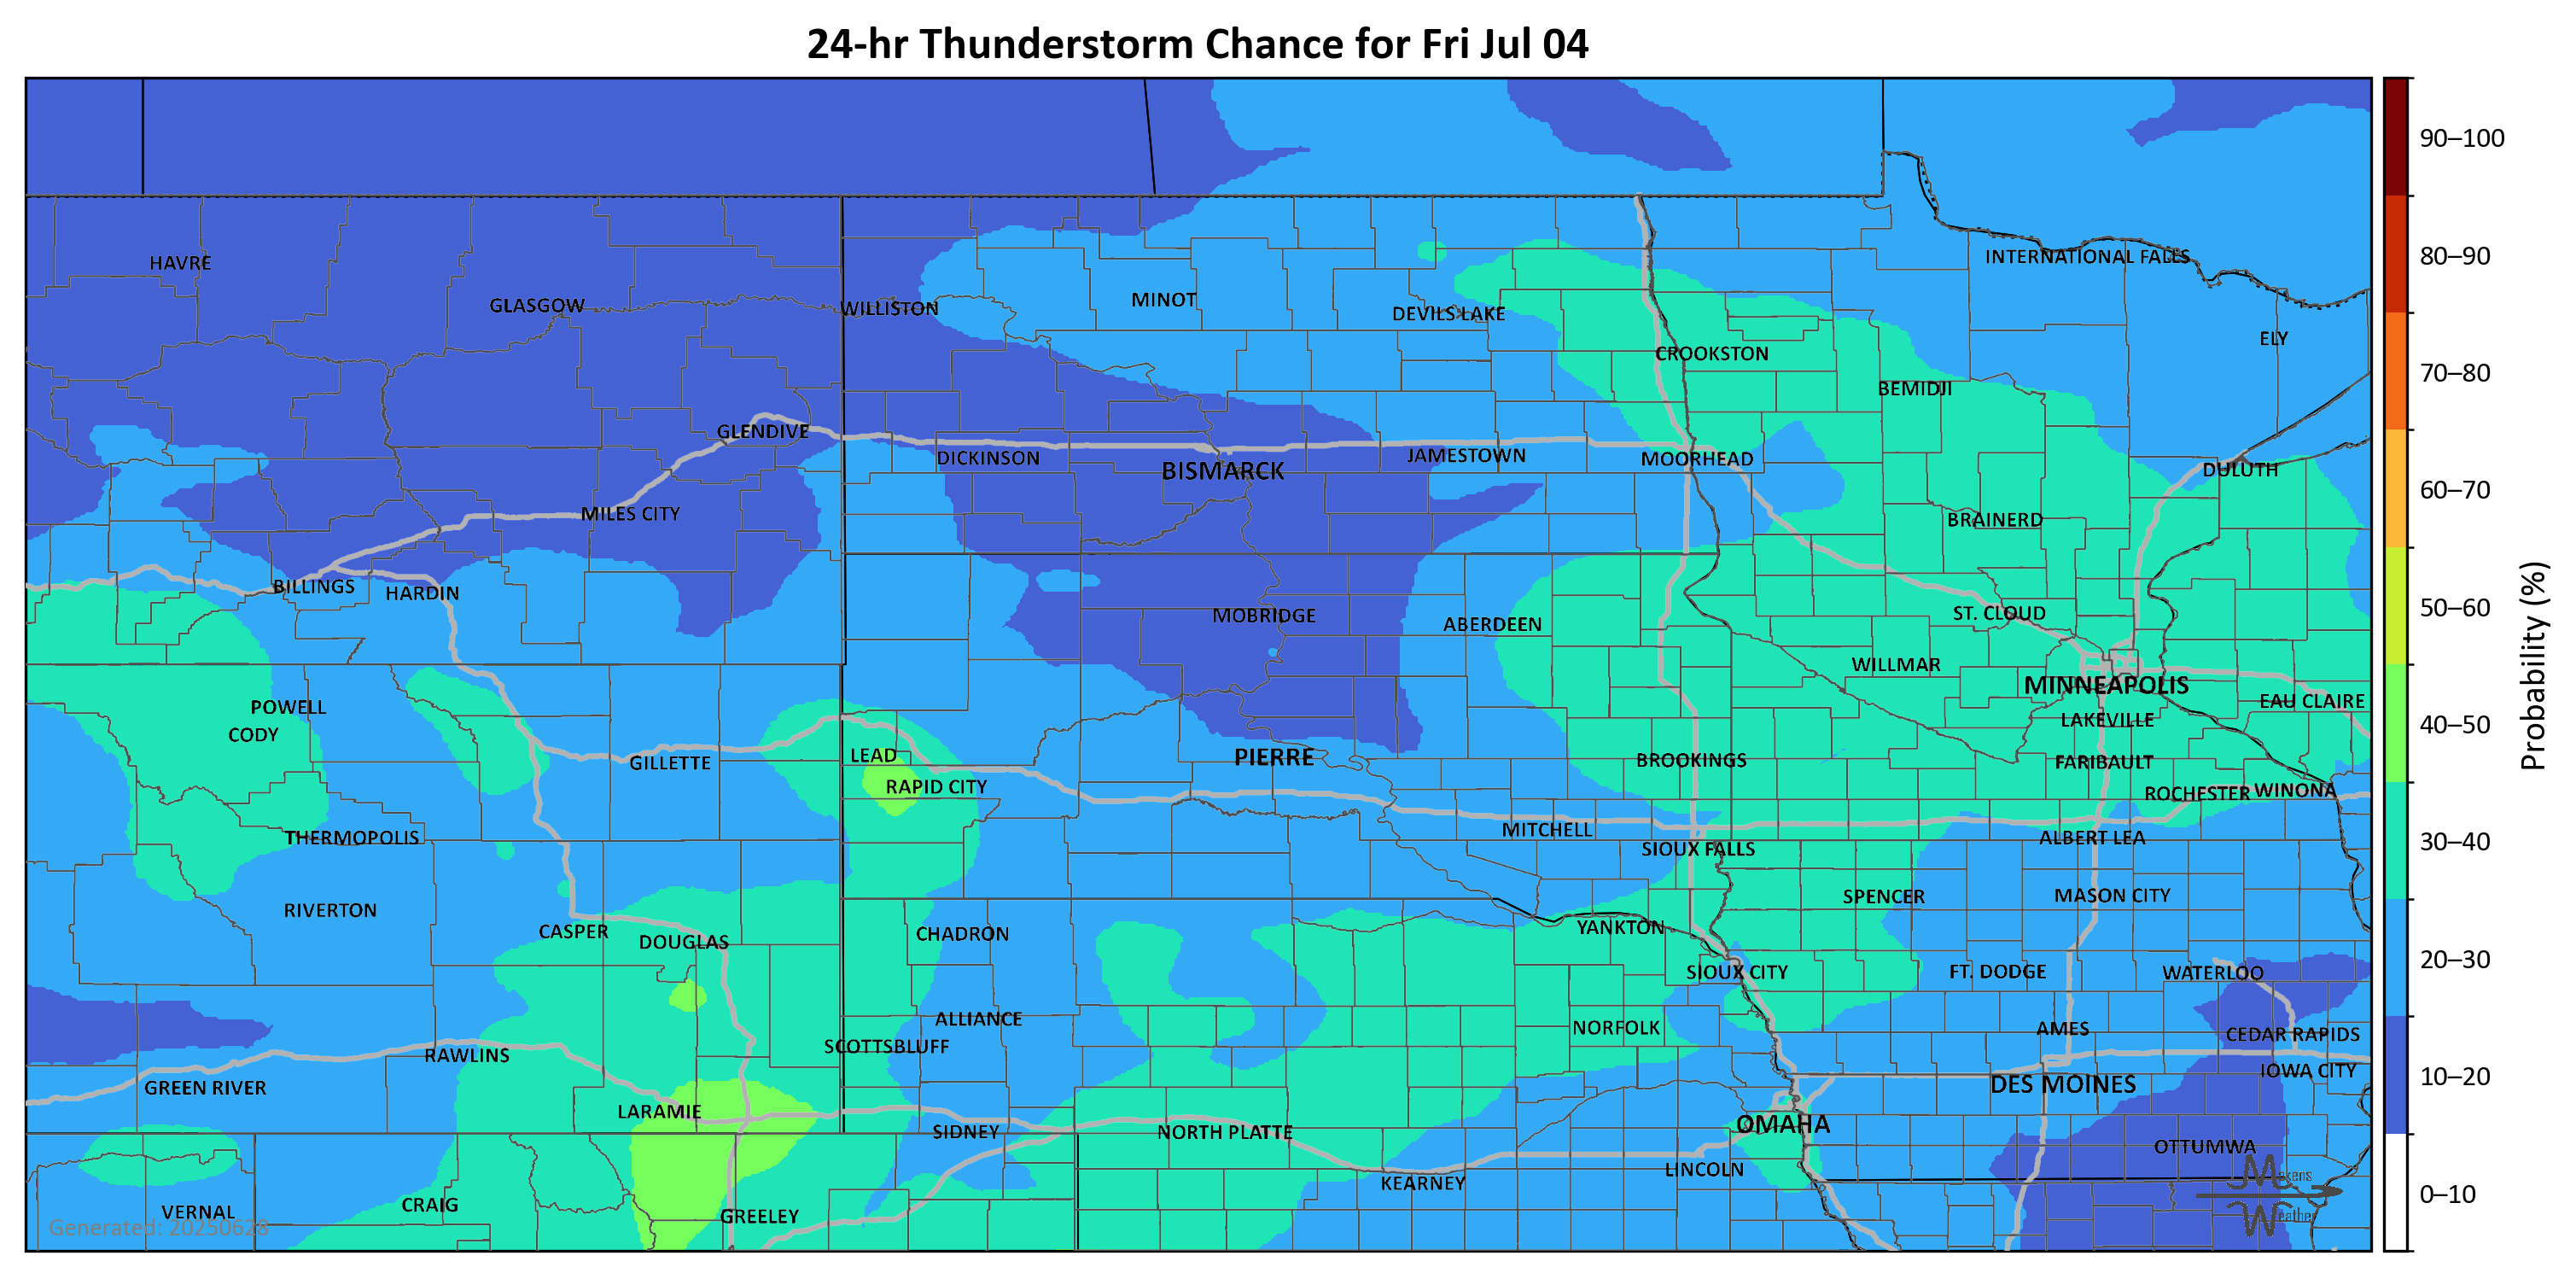 24-hr Thunderstorm Chance for Fri Jul 04
90–100
HAVRE
INTERNATIONAL FALLS
80–90
GLASGOW
WILLISTON
MINOT
DEVILS LAKE
ELY
CROOKSTON
70–80
BEMIDJI
GLENDIVE
DICKINSON
BISMARCK
JAMESTOWN
MOORHEAD
DULUTH
60–70
MILES CITY
BRAINERD
BILLINGS
HARDIN
MOBRIDGE
ABERDEEN
ST. CLOUD
50–60
WILLMAR
MINNEAPOLIS
EAU CLAIRE
POWELL
LAKEVILLE
CODY
40–50
LEAD
PIERRE
GILLETTE
BROOKINGS
FARIBAULT
RAPID CITY
ROCHESTER
WINONA
THERMOPOLIS
MITCHELL
ALBERT LEA
30–40
SIOUX FALLS
SPENCER
MASON CITY
RIVERTON
CASPER
DOUGLAS
CHADRON
YANKTON
20–30
SIOUX CITY
FT. DODGE
WATERLOO
ALLIANCE
NORFOLK
AMES
CEDAR RAPIDS
SCOTTSBLUFF
RAWLINS
IOWA CITY
10–20
GREEN RIVER
DES MOINES
LARAMIE
SIDNEY
NORTH PLATTE
OMAHA
OTTUMWA
LINCOLN
KEARNEY
Makens
Weather
0–10
VERNAL
CRAIG
GREELEY
Generated: 20250628
Probability (%)